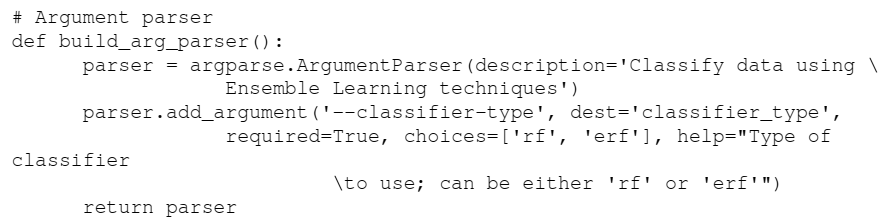 # Argument parser
def build_arg_parser():
      parser = argparse.ArgumentParser(description='Classify data using \
                  Ensemble Learning techniques')
      parser.add_argument('--classifier-type', dest='classifier_type',
                  required=True, choices=['rf', 'erf'], help="Type of
classifier
                           \to use; can be either 'rf' or 'erf'")
      return parser